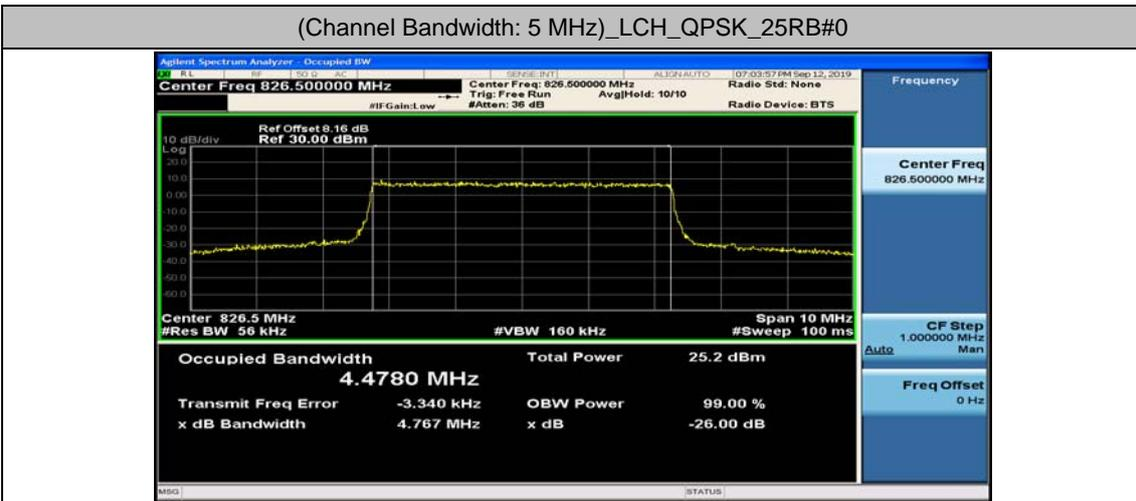 (Channel Bandwidth: 5 MHz)_LCH_QPSK_25RB#0
Agilent Spectrum Analyzer - Occupied BW
RL RF 50 Ω AC SENSE:INT ALIGNAUTO 07:03:57 PM Sep 12, 2019
Center Freq 826.500000 MHz
Center Freq: 826.500000 MHz
Radio Std: None
Trig: Free Run Avg|Hold: 10/10
#IFGain:Low #Atten: 36 dB Radio Device: BTS
Ref Offset 8.16 dB
10 dB/div Ref 30.00 dBm
Log
20.0
10.0
0.00
-10.0
-20.0
-30.0
-40.0
-50.0
-60.0
Center 826.5 MHz Span 10 MHz
#Res BW 56 kHz #VBW 160 kHz #Sweep 100 ms
Occupied Bandwidth Total Power 25.2 dBm
4.4780 MHz
Transmit Freq Error -3.340 kHz OBW Power 99.00 %
x dB Bandwidth 4.767 MHz x dB -26.00 dB
MSG STATUS
Frequency
Center Freq
826.500000 MHz
CF Step
1.000000 MHz
Auto Man
Freq Offset
0 Hz